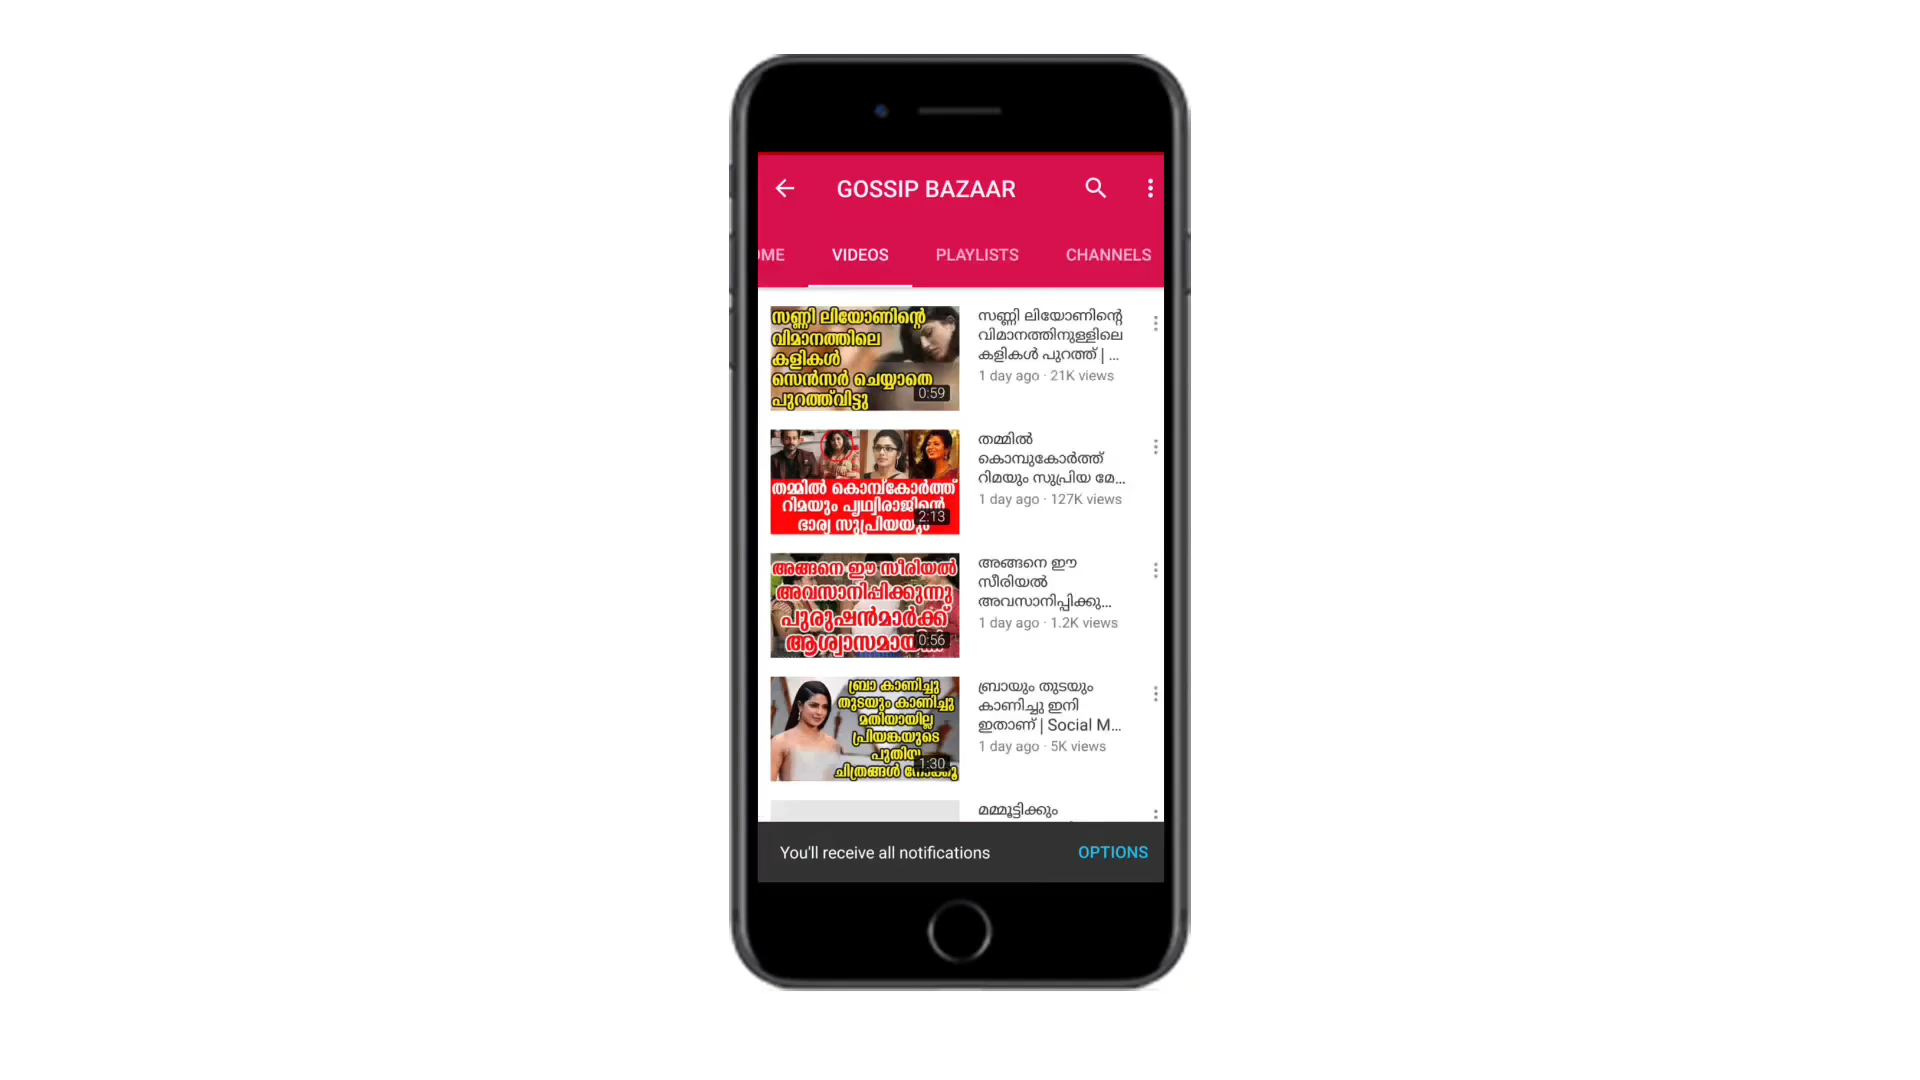 GOSSIP BAZAAR
OME VIDEOS PLAYLISTS CHANNELS
സണ്ണി ലിയോണിന്റെ
വിമാനത്തിലെ
കളികൾ
സെൻസർ ചെയ്യാതെ
പുറത്ത്‌വിട്ടു
0:59
സണ്ണി ലിയോണിന്റെ
വിമാനത്തിനുള്ളിലെ
കളികൾ പുറത്ത് | ...
1 day ago · 21K views
തമ്മിൽ കൊമ്പ്കോർത്ത്
റിമയും പൃഥ്വിരാജിന്റെ
ഭാര്യ സുപ്രിയയും
2:13
തമ്മിൽ
കൊമ്പുകോർത്ത്
റിമയും സുപ്രിയ മേ...
1 day ago · 127K views
അങ്ങനെ ഈ സീരിയൽ
അവസാനിപ്പിക്കുന്നു
പുരുഷൻമാർക്ക്
0:56
അങ്ങനെ ഈ
സീരിയൽ
അവസാനിപ്പിക്കു...
1 day ago · 1.2K views
ബ്രാ കാണിച്ചു
തുടയും കാണിച്ചു
മതിയായില്ല
പ്രിയങ്കയുടെ
പുതിയ
ചിത്രങ്ങൾ നോക്കൂ
1:30
ബ്രായും തുടയും
കാണിച്ചു ഇനി
ഇതാണ് | Social M...
1 day ago · 5K views
മമ്മൂട്ടിക്കും
You'll receive all notifications OPTIONS